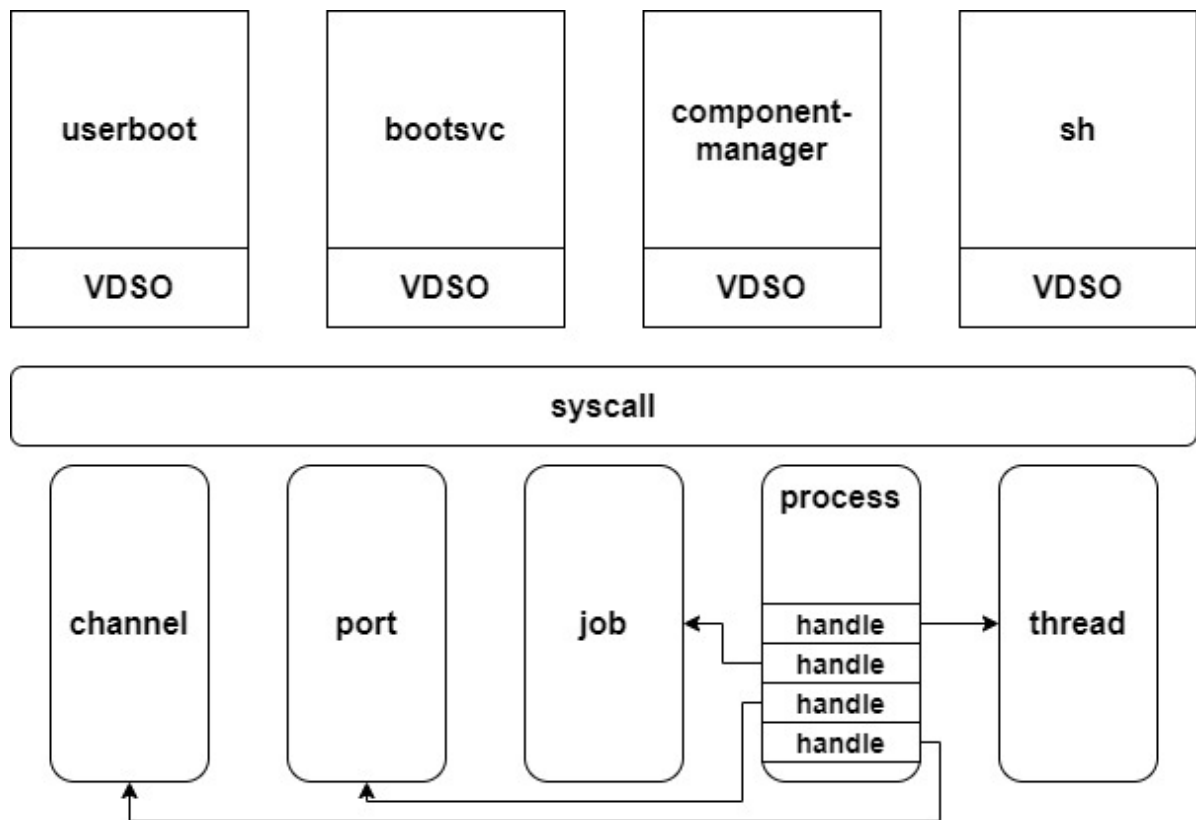 userboot
bootsvc
component-
manager
sh
VDSO
VDSO
VDSO
VDSO
syscall
channel
port
job
process
handle
handle
handle
handle
thread